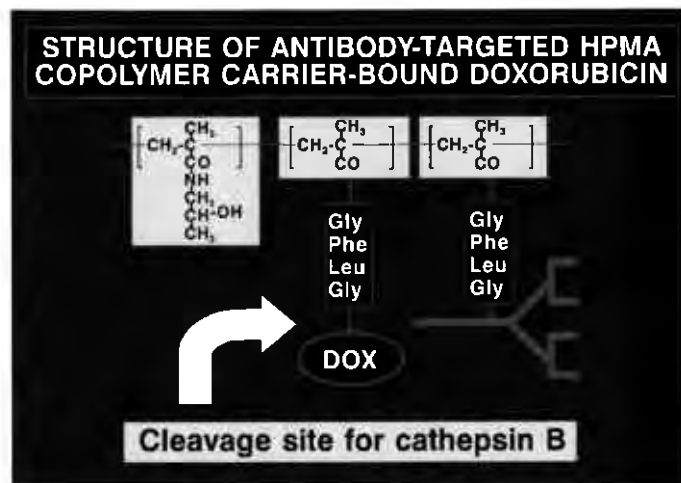 STRUCTURE OF ANTIBODY-TARGETED HPMA
COPOLYMER CARRIER-BOUND DOXORUBICIN
CH₃ CH₃ CH₃
CH₂-C CH₂-C CH₂-C
CO CO CO
NH
CH₂
CH-OH
CH₃
Gly Gly
Phe Phe
Leu Leu
Gly Gly
DOX
Cleavage site for cathepsin B